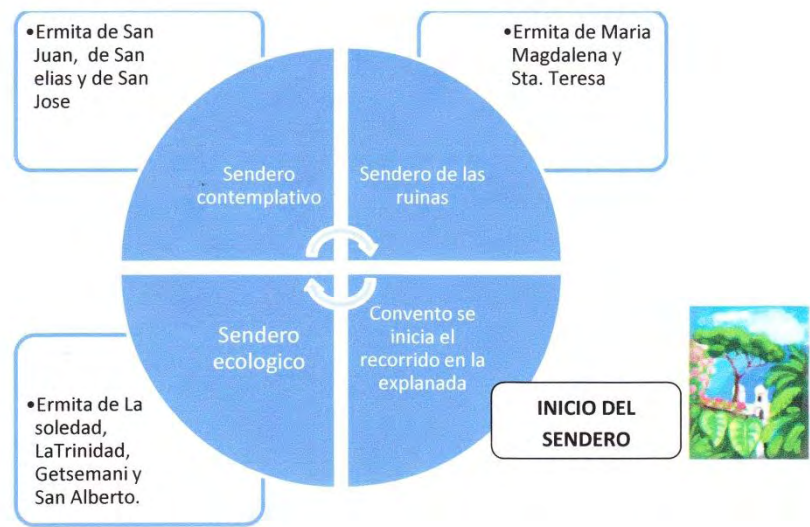 •Ermita de San
Juan, de San
elias y de San
Jose
•Ermita de Maria
Magdalena y
Sta. Teresa
Sendero
contemplativo
Sendero de las
ruinas
Sendero
ecologico
Convento se
inicia el
recorrido en la
explanada
•Ermita de La
soledad,
LaTrinidad,
Getsemani y
San Alberto.
INICIO DEL
SENDERO